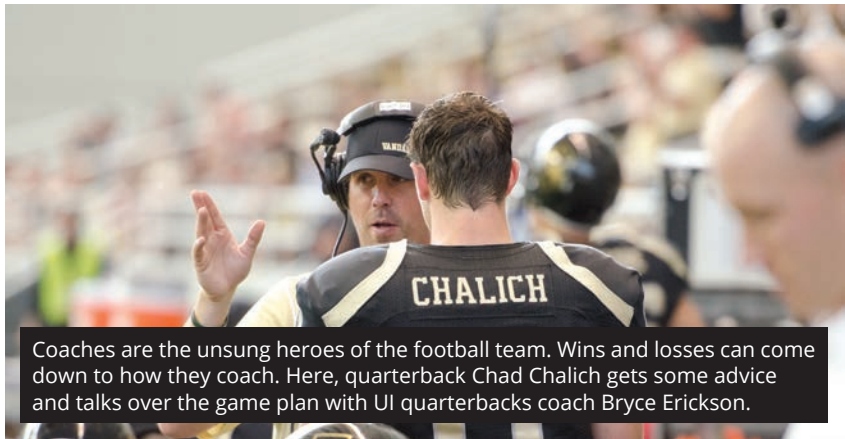 VANDA
CHALICH
Coaches are the unsung heroes of the football team. Wins and losses can come
down to how they coach. Here, quarterback Chad Chalich gets some advice
and talks over the game plan with UI quarterbacks coach Bryce Erickson.